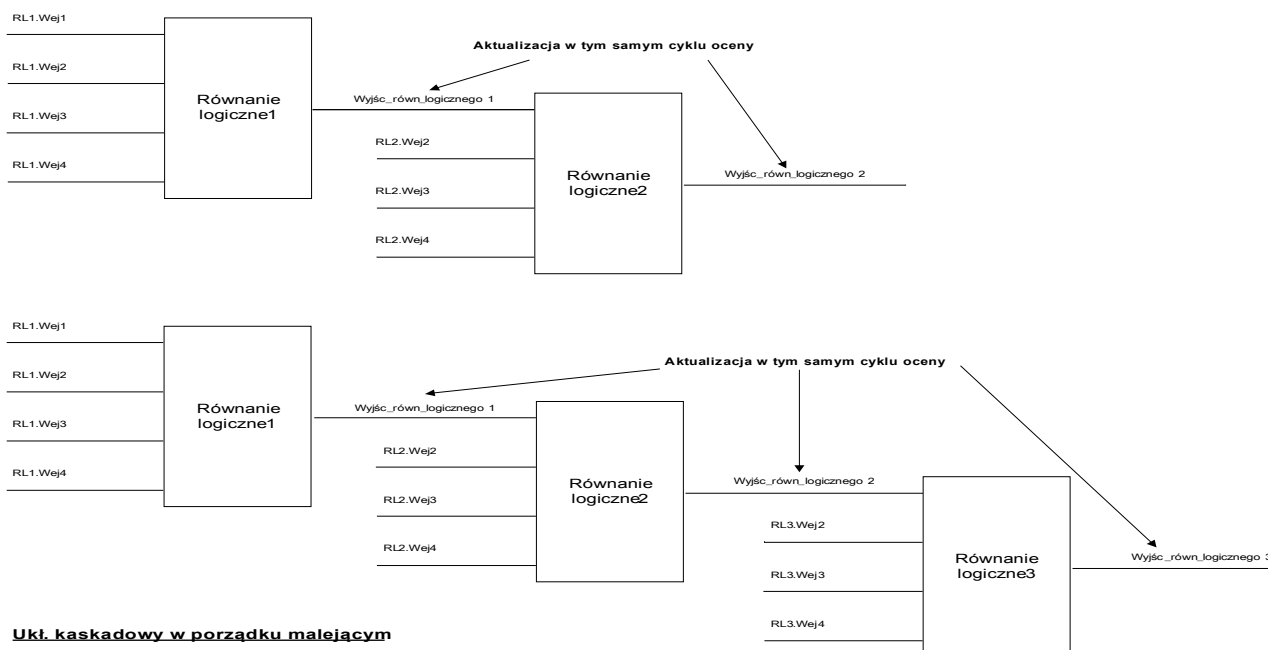 RL1.Wej1
RL1.Wej2
RL1.Wej3
RL1.Wej4
Równanie
logiczne1
Aktualizacja w tym samym cyklu oceny
Wyjśc_równ_logicznego 1
RL2.Wej2
RL2.Wej3
RL2.Wej4
Równanie
logiczne2
Wyjśc_równ_logicznego 2
RL1.Wej1
RL1.Wej2
RL1.Wej3
RL1.Wej4
Równanie
logiczne1
Aktualizacja w tym samym cyklu oceny
Wyjśc_równ_logicznego 1
RL2.Wej2
RL2.Wej3
RL2.Wej4
Równanie
logiczne2
Wyjśc_równ_logicznego 2
RL3.Wej2
RL3.Wej3
RL3.Wej4
Równanie
logiczne3
Wyjśc_równ_logicznego 3
Ukł. kaskadowy w porządku malejącym